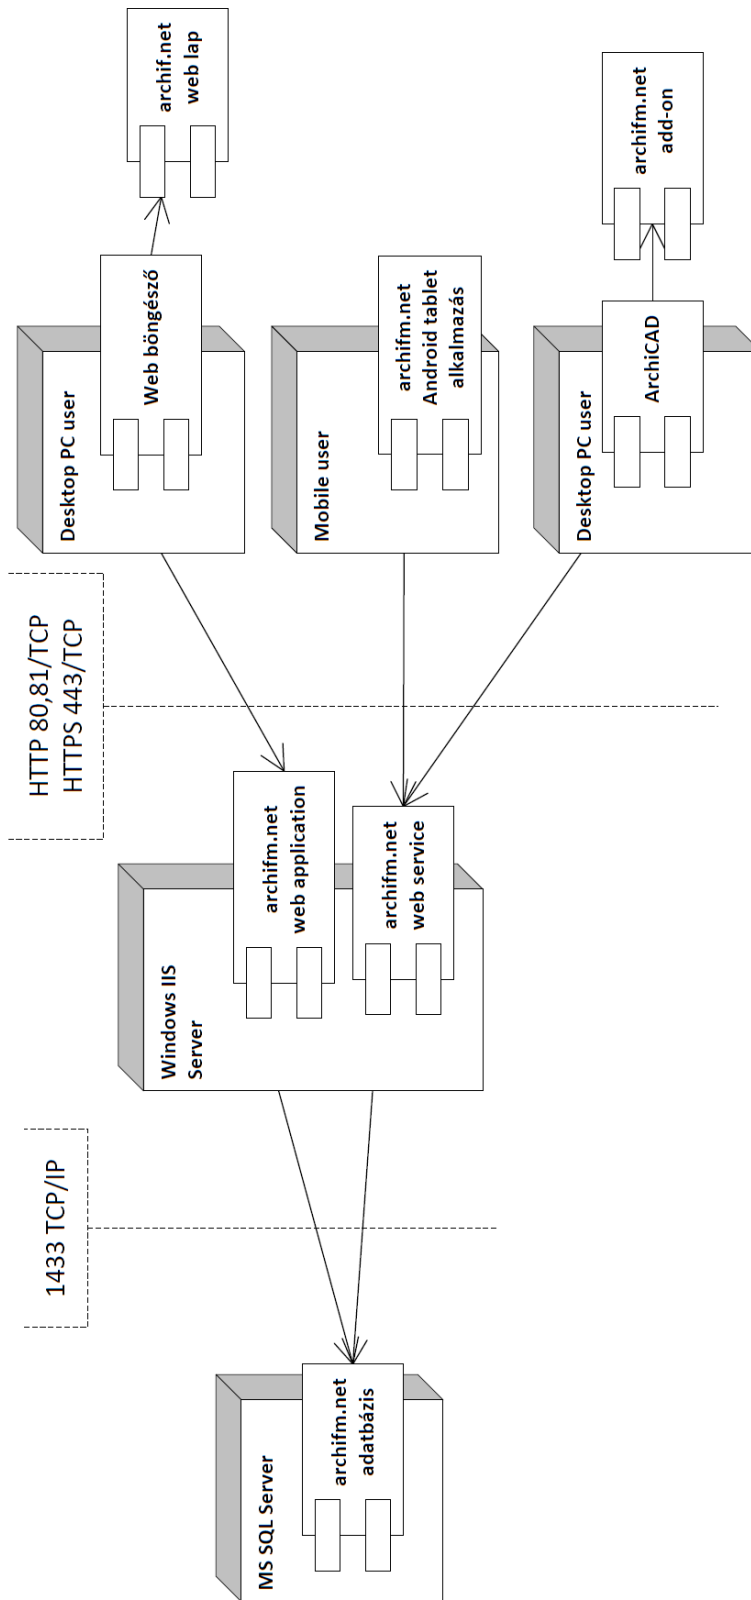 MS SQL Server
archifm.net
adatbázis
1433 TCP/IP
Windows IIS
Server
archifm.net
web application
archifm.net
web service
HTTP 80,81/TCP
HTTPS 443/TCP
Desktop PC user
Web böngésző
archif.net
web lap
Mobile user
archifm.net
Android tablet
alkalmazás
Desktop PC user
ArchiCAD
archifm.net
add-on